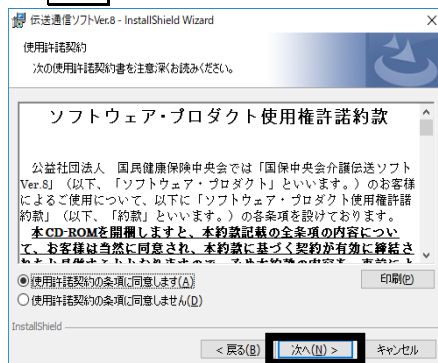 伝送通信ソフトVer.8 - InstallShield Wizard
使用許諾契約
次の使用許諾契約書を注意深くお読みください。
ソフトウェア・プロダクト使用権許諾約款
公益社団法人 国民健康保険中央会では「国保中央会介護伝送ソフト
Ver.8」（以下、「ソフトウェア・プロダクト」といいます。）のお客様
によるご使用について、以下に「ソフトウェア・プロダクト使用権許諾
約款」（以下、「約款」といいます。）の各条項を設けております。
本CD-ROMを開梱しますと、本約款記載の全条項の内容につい
て、お客様は当然に同意され、本約款に基づく契約が有効に締結さ
使用許諾契約の条項に同意します(A)
印刷(P)
使用許諾契約の条項に同意しません(D)
InstallShield
< 戻る(B)
次へ(N) >
キャンセル